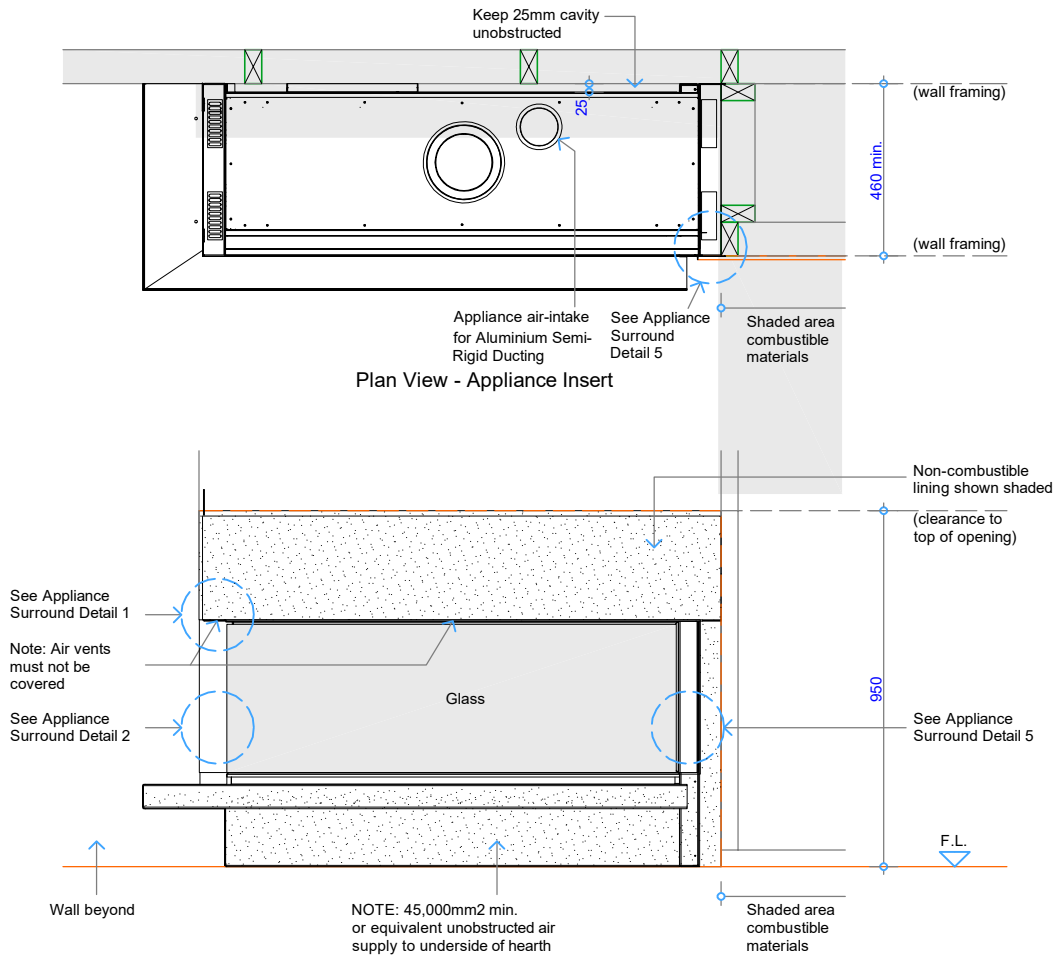 Keep 25mm cavity
unobstructed
25
(wall framing)
460 min.
(wall framing)
Appliance air-intake
for Aluminium Semi-
Rigid Ducting
See Appliance
Surround
Detail 5
Shaded area
combustible
materials
Plan View - Appliance Insert
Non-combustible
lining shown shaded
(clearance to
top of opening)
See Appliance
Surround Detail 1
Note: Air vents
must not be
covered
Glass
950
See Appliance
Surround Detail 2
See Appliance
Surround Detail 5
F.L.
Wall beyond
NOTE: 45,000mm2 min.
or equivalent unobstructed air
supply to underside of hearth
Shaded area
combustible
materials